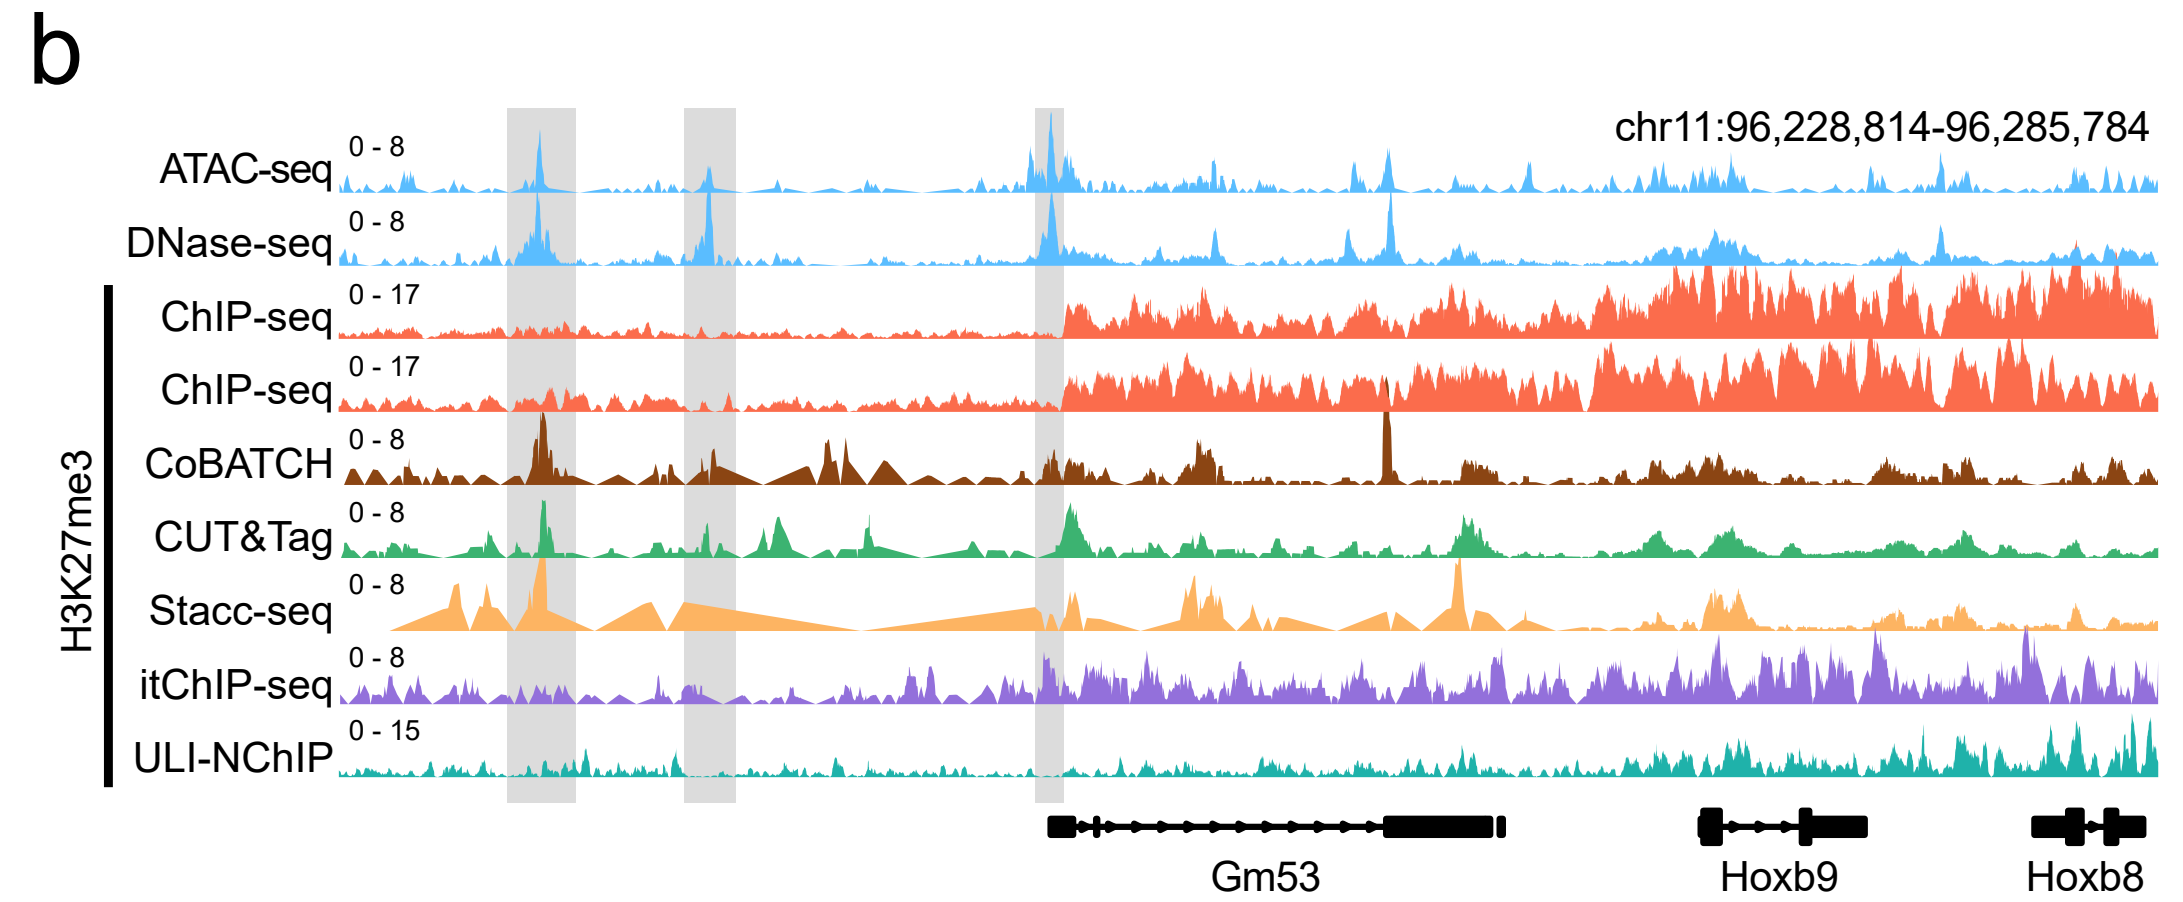 b
chr11:96,228,814-96,285,784
ATAC-seq 0 - 8
DNase-seq 0 - 8
H3K27me3
ChIP-seq 0 - 17
ChIP-seq 0 - 17
CoBATCH 0 - 8
CUT&Tag 0 - 8
Stacc-seq 0 - 8
itChIP-seq 0 - 8
ULI-NChIP 0 - 15
Gm53 Hoxb9 Hoxb8